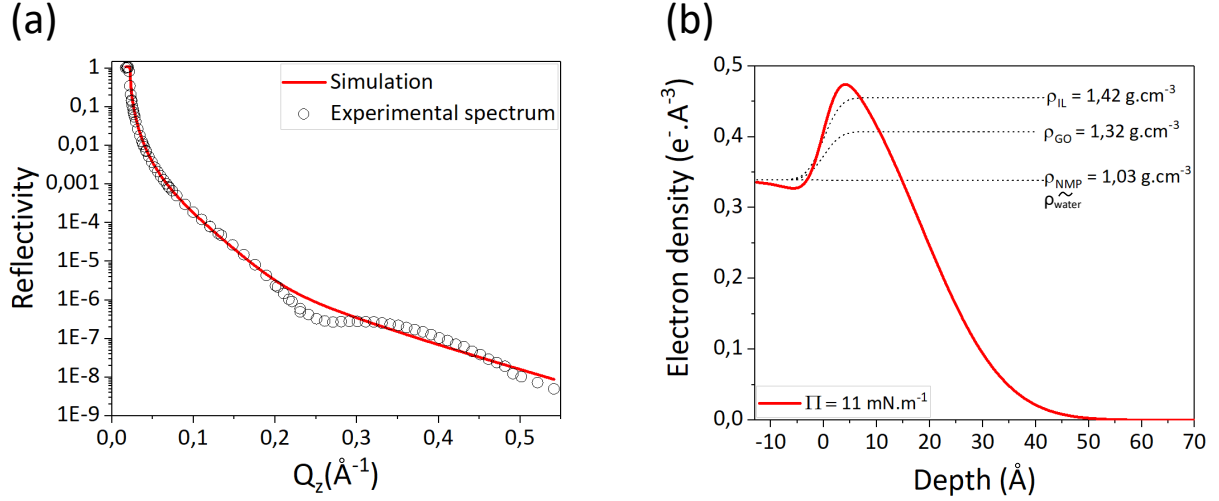 (a)
Reflectivity
1
0,1
0,01
0,001
1E-4
1E-5
1E-6
1E-7
1E-8
1E-9
Simulation
Experimental spectrum
0,0 0,1 0,2 0,3 0,4 0,5
Qz(Å-1)
(b)
Electron density (e-.A-3)
0,5
0,4
0,3
0,2
0,1
0,0
ρIL = 1,42 g.cm-3
ρGO = 1,32 g.cm-3
ρNMP = 1,03 g.cm-3
ρwater ~
Π = 11 mN.m-1
-10 0 10 20 30 40 50 60 70
Depth (Å)